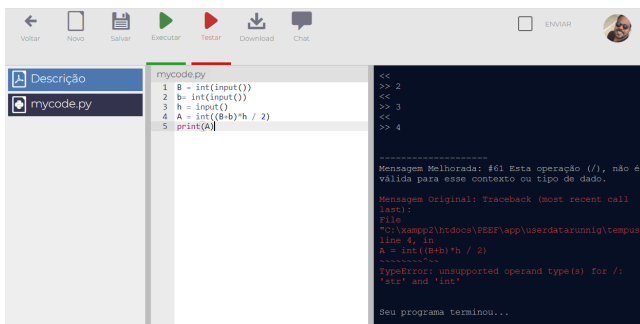 Voltar
Novo
Salvar
Executar
Testar
Download
Chat
ENVIAR
Descrição
mycode.py
mycode.py
1 B = int(input())
2 b= int(input())
3 h = input()
4 A = int((B+b)*h / 2)
5 print(A)
<<
>> 2
<<
>> 3
<<
>> 4
--------------------
Mensagem Melhorada: #61 Esta operação (/), não é
válida para esse contexto ou tipo de dado.
Mensagem Original: Traceback (most recent call
last):
File
"C:\xampp2\htdocs\PEEF\app\userdatarunnig\tempus
line 4, in
A = int((B+b)*h / 2)
~~~~~~~~^~~
TypeError: unsupported operand type(s) for /:
'str' and 'int'
Seu programa terminou...